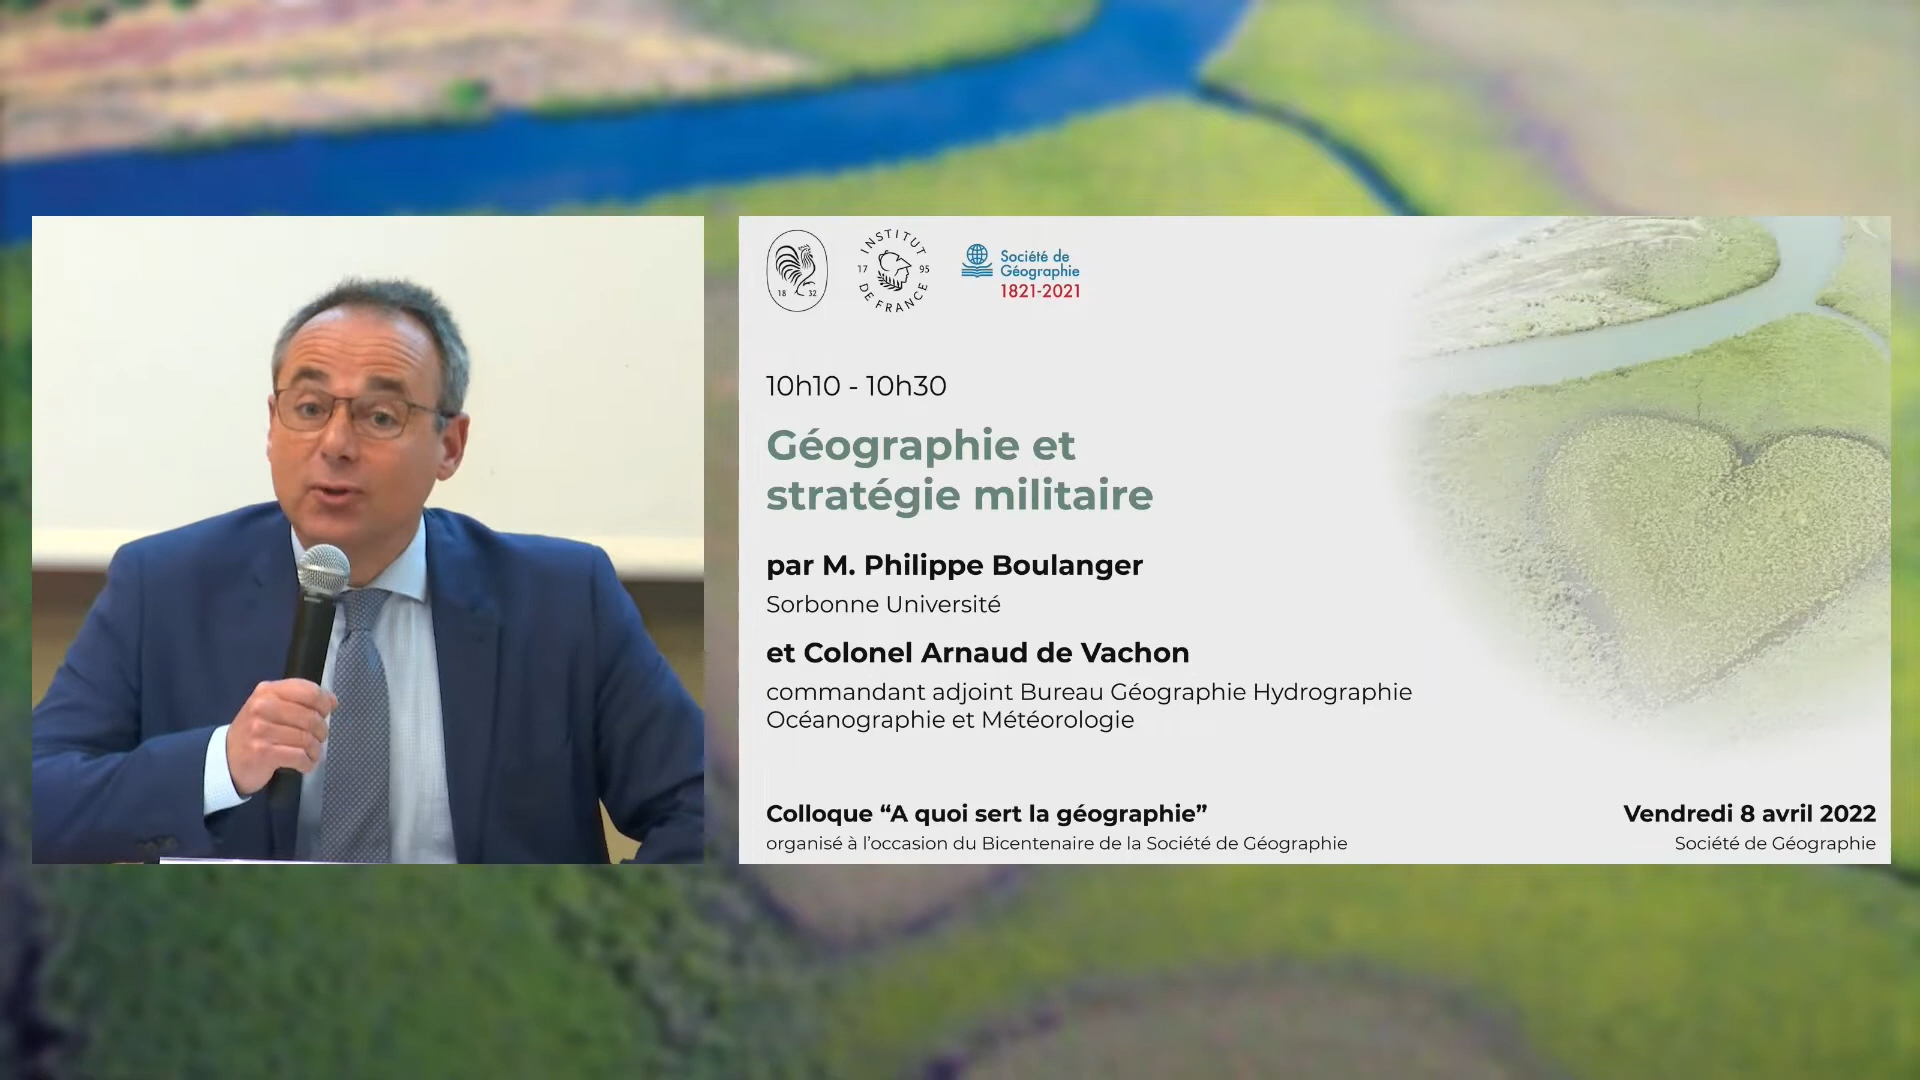 18 32
INSTITUT
17 95
DE FRANCE
Société de
Géographie
1821-2021
10h10 - 10h30
Géographie et
stratégie militaire
par M. Philippe Boulanger
Sorbonne Université
et Colonel Arnaud de Vachon
commandant adjoint Bureau Géographie Hydrographie
Océanographie et Météorologie
Colloque “A quoi sert la géographie”
organisé à l’occasion du Bicentenaire de la Société de Géographie
Vendredi 8 avril 2022
Société de Géographie